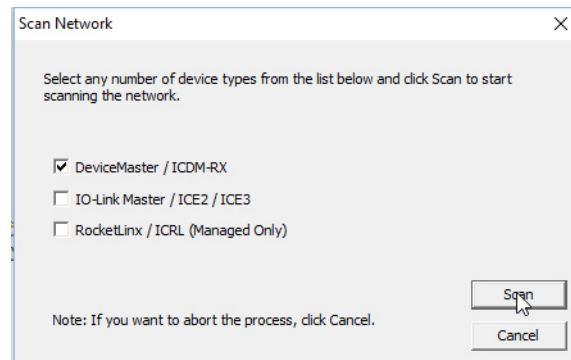 Scan Network
Select any number of device types from the list below and click Scan to start
scanning the network.
DeviceMaster / ICDM-RX
IO-Link Master / ICE2 / ICE3
RocketLinx / ICRL (Managed Only)
Scan
Note: If you want to abort the process, click Cancel.
Cancel